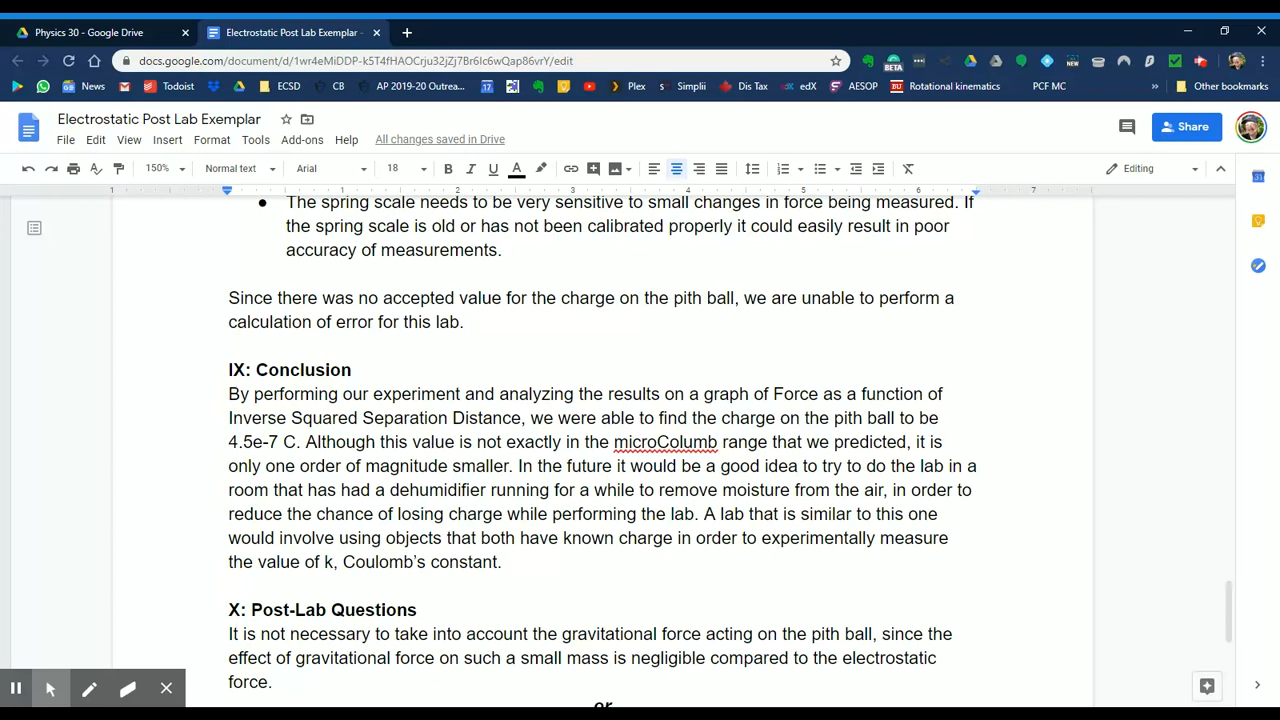 Physics 30 - Google Drive
Electrostatic Post Lab Exemplar -
docs.google.com/document/d/1wr4eMiDDP-k5T4fHAOCrju32jZj7Br6Ic6wQap86vrY/edit
BETA
NEW
News
Todoist
ECSD
CB
AP 2019-20 Outrea...
17
Plex
Simplii
Dis Tax
edX
AESOP
BU Rotational kinematics
PCF MC
»
Other bookmarks
Electrostatic Post Lab Exemplar
File Edit View Insert Format Tools Add-ons Help All changes saved in Drive
Share
150% Normal text Arial 18 B I U A Editing
1 1 2 3 4 5 6 7
● The spring scale needs to be very sensitive to small changes in force being measured. If
the spring scale is old or has not been calibrated properly it could easily result in poor
accuracy of measurements.
Since there was no accepted value for the charge on the pith ball, we are unable to perform a
calculation of error for this lab.
IX: Conclusion
By performing our experiment and analyzing the results on a graph of Force as a function of
Inverse Squared Separation Distance, we were able to find the charge on the pith ball to be
4.5e-7 C. Although this value is not exactly in the microColumb range that we predicted, it is
only one order of magnitude smaller. In the future it would be a good idea to try to do the lab in a
room that has had a dehumidifier running for a while to remove moisture from the air, in order to
reduce the chance of losing charge while performing the lab. A lab that is similar to this one
would involve using objects that both have known charge in order to experimentally measure
the value of k, Coulomb's constant.
X: Post-Lab Questions
It is not necessary to take into account the gravitational force acting on the pith ball, since the
effect of gravitational force on such a small mass is negligible compared to the electrostatic
force.
or